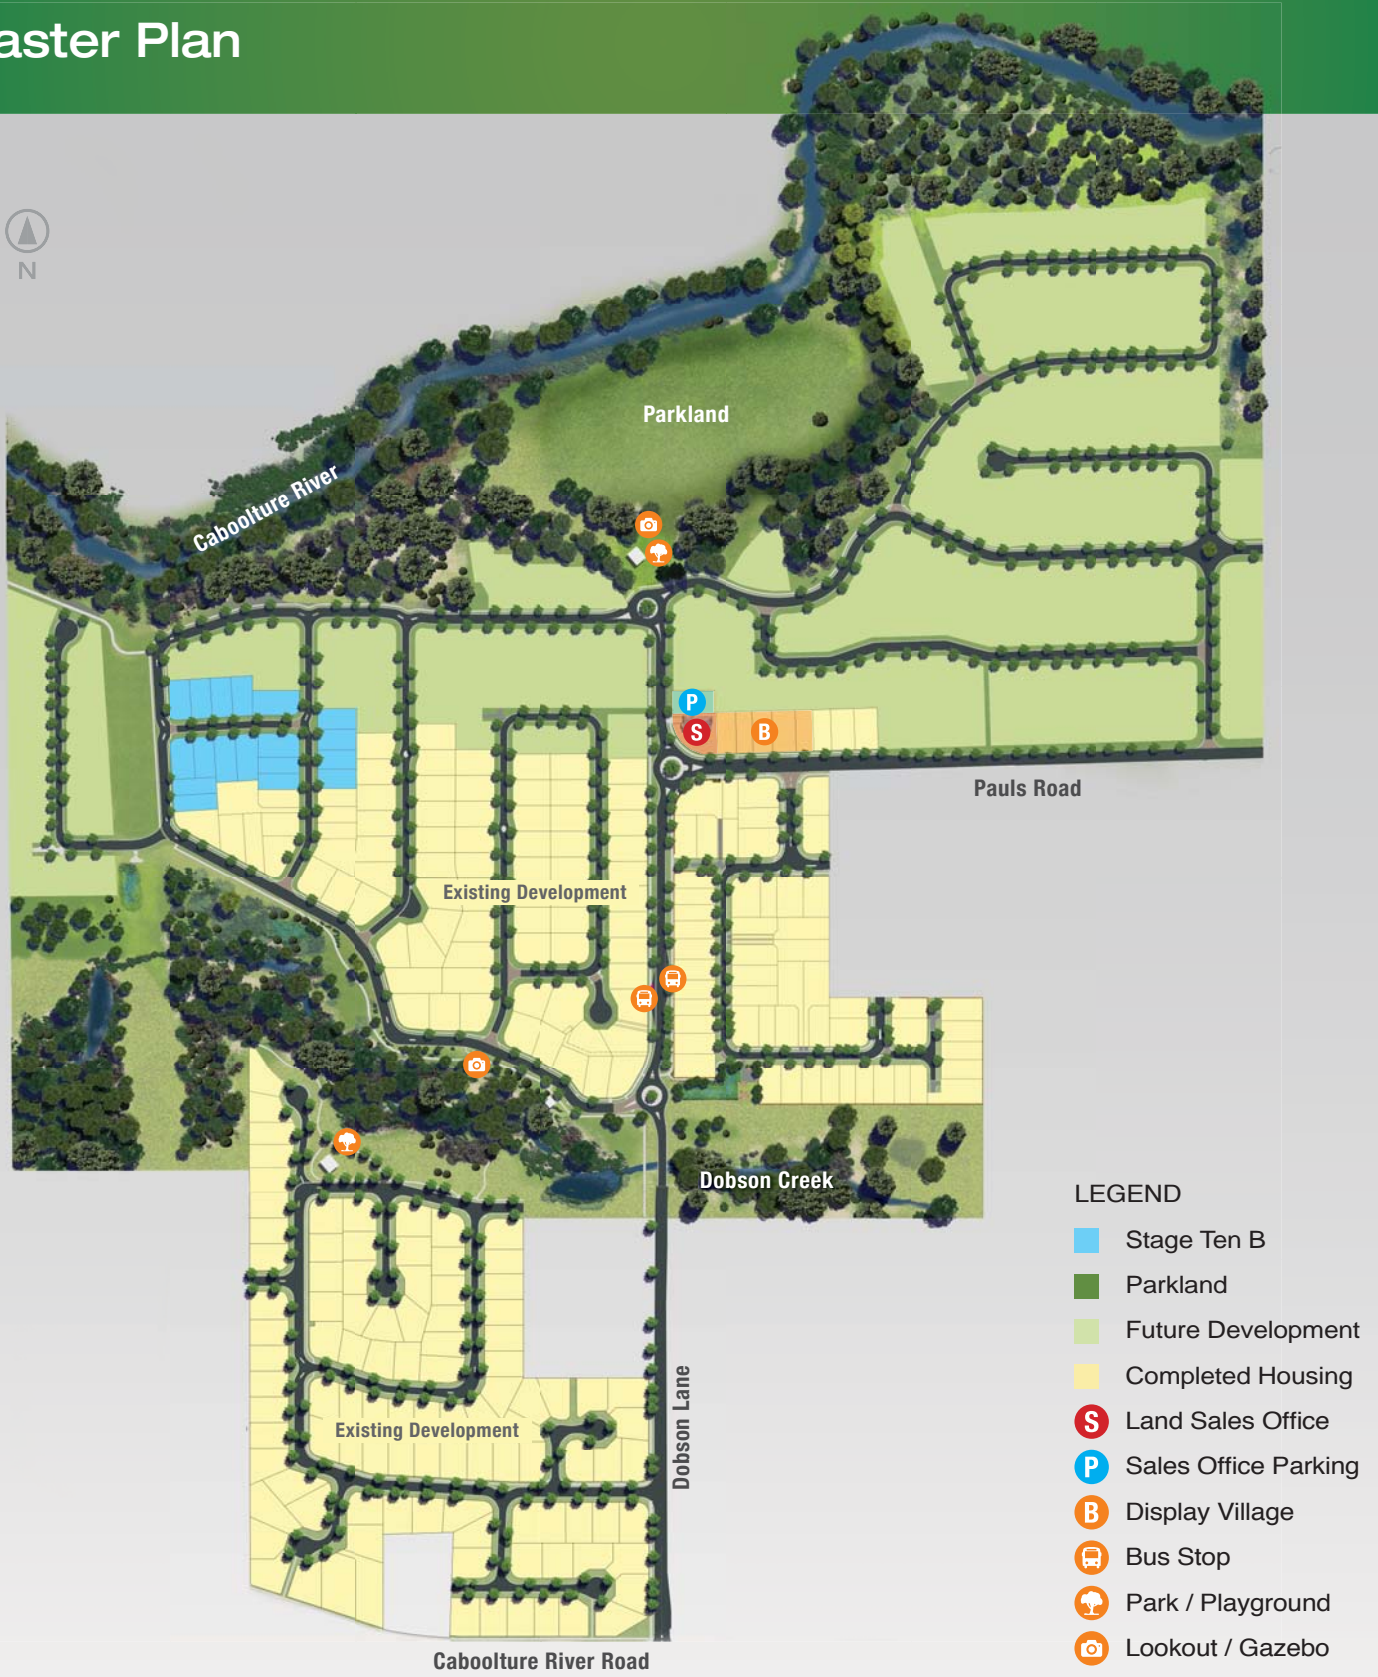 aster Plan
N
Parkland
Caboolture River
P
S
B
Pauls Road
Existing Development
Dobson Creek
Dobson Lane
Existing Development
Caboolture River Road
LEGEND
Stage Ten B
Parkland
Future Development
Completed Housing
S Land Sales Office
P Sales Office Parking
B Display Village
Bus Stop
Park / Playground
Lookout / Gazebo